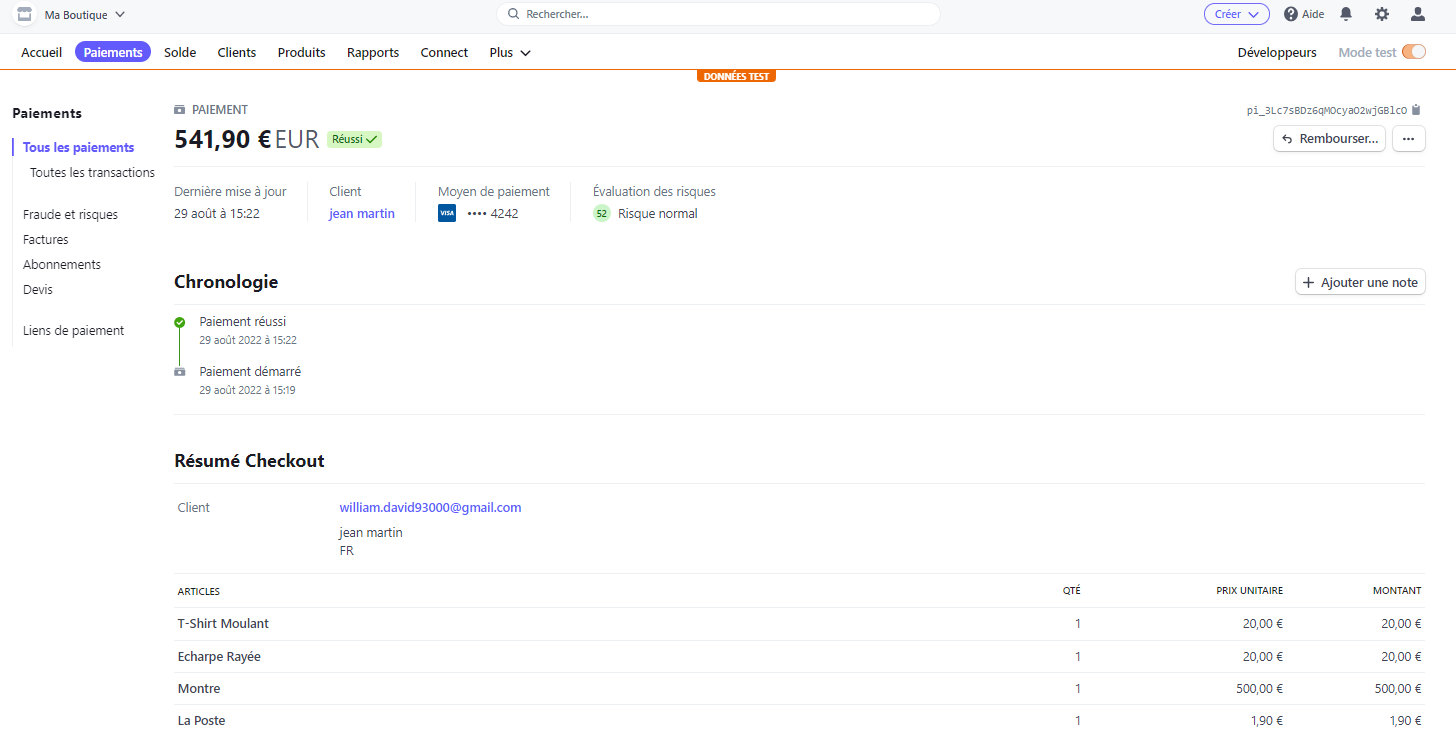 Ma Boutique
Rechercher...
Créer
Aide
Accueil Paiements Solde Clients Produits Rapports Connect Plus
Développeurs Mode test
DONNÉES TEST
Paiements
Tous les paiements
Toutes les transactions
Fraude et risques
Factures
Abonnements
Devis
Liens de paiement
PAIEMENT
pi_3Lc7sBDz6qMOcyaO2wjGBlcO
541,90 € EUR Réussi
Rembourser...
Dernière mise à jour Client Moyen de paiement Évaluation des risques
29 août à 15:22 jean martin VISA •••• 4242 52 Risque normal
Chronologie
Ajouter une note
Paiement réussi
29 août 2022 à 15:22
Paiement démarré
29 août 2022 à 15:19
Résumé Checkout
Client william.david93000@gmail.com
jean martin
FR
ARTICLES QTÉ PRIX UNITAIRE MONTANT
T-Shirt Moulant 1 20,00 € 20,00 €
Echarpe Rayée 1 20,00 € 20,00 €
Montre 1 500,00 € 500,00 €
La Poste 1 1,90 € 1,90 €